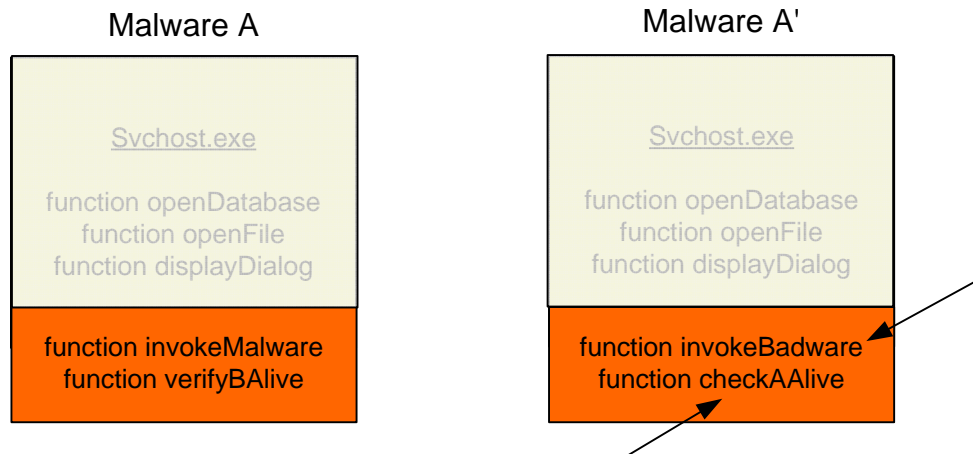 Malware A
Svchost.exe
function openDatabase
function openFile
function displayDialog
function invokeMalware
function verifyBAlive
Malware A'
Svchost.exe
function openDatabase
function openFile
function displayDialog
function invokeBadware
function checkAAlive